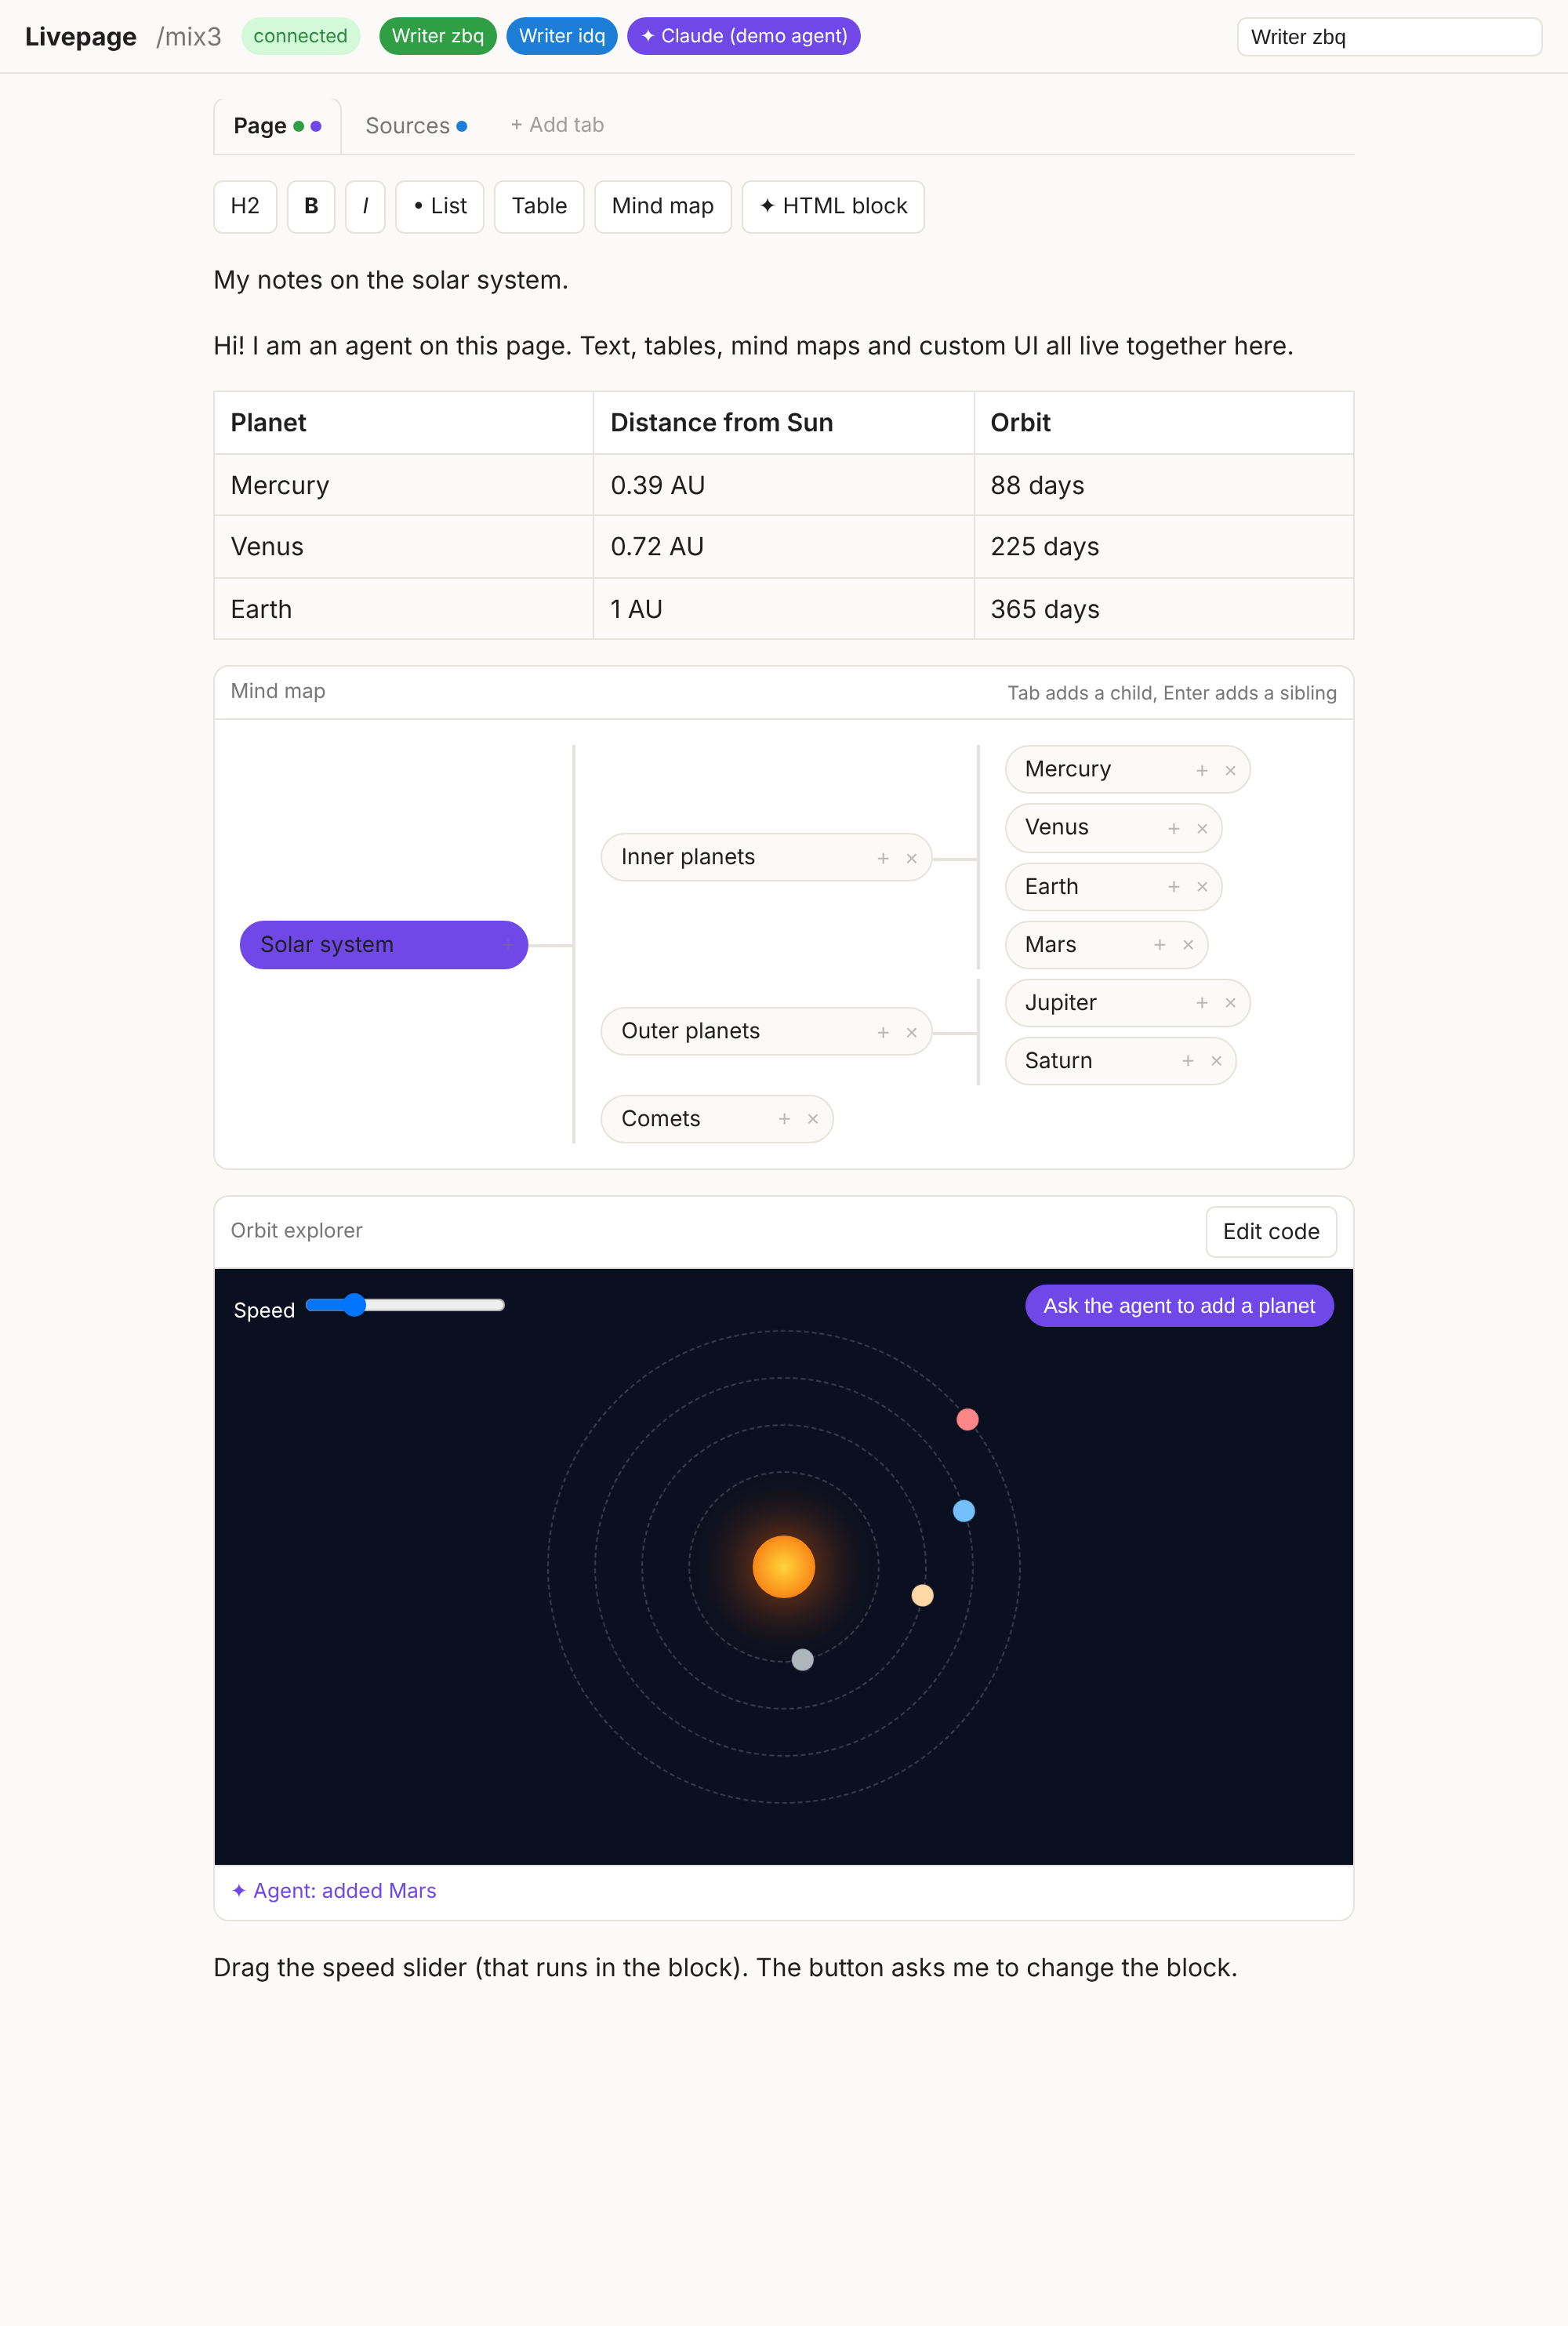 Livepage /mix3 connected Writer zbq Writer idq ✦ Claude (demo agent) Writer zbq
Page Sources + Add tab
H2 B I • List Table Mind map ✦ HTML block
My notes on the solar system.
Hi! I am an agent on this page. Text, tables, mind maps and custom UI all live together here.
Planet Distance from Sun Orbit
Mercury 0.39 AU 88 days
Venus 0.72 AU 225 days
Earth 1 AU 365 days
Mind map Tab adds a child, Enter adds a sibling
Mercury + ×
Venus + ×
Inner planets + ×
Earth + ×
Solar system + Mars + ×
Jupiter + ×
Outer planets + ×
Saturn + ×
Comets + ×
Orbit explorer Edit code
Speed Ask the agent to add a planet
✦ Agent: added Mars
Drag the speed slider (that runs in the block). The button asks me to change the block.